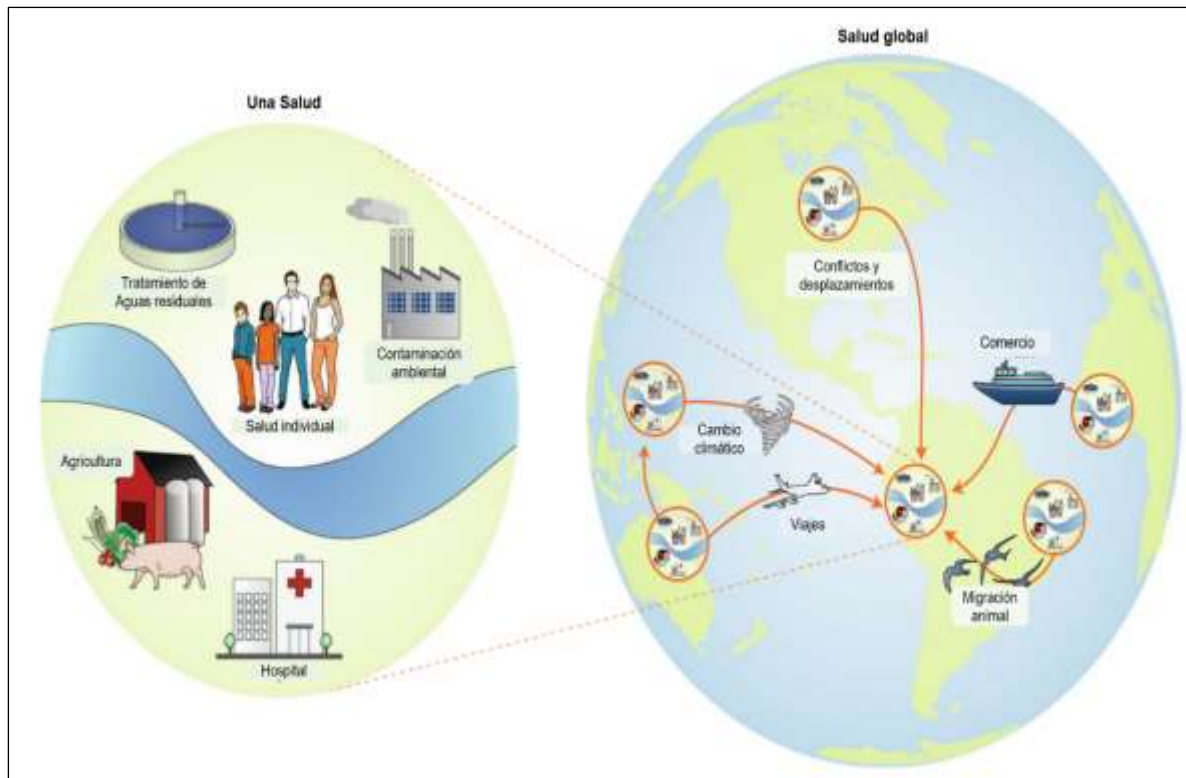 Una Salud
Tratamiento de
Aguas residuales
Contaminación
ambiental
Salud individual
Agricultura
Hospital
Salud global
Conflictos y
desplazamientos
Comercio
Cambio
climático
Viajes
Migración
animal